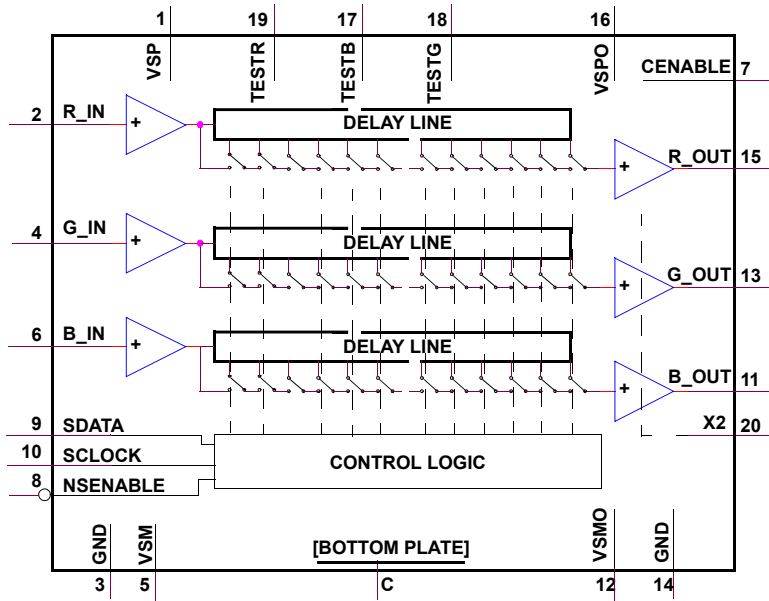 1 19 17 18 16
VSP TESTR TESTB TESTG VSPO
CENABLE 7
2 R_IN + DELAY LINE
+ R_OUT 15
4 G_IN + DELAY LINE
+ G_OUT 13
6 B_IN + DELAY LINE
+ B_OUT 11
9 SDATA X2 20
10 SCLOCK CONTROL LOGIC
8 NSENABLE
GND VSM [BOTTOM PLATE] VSMO GND
3 5 C 12 14